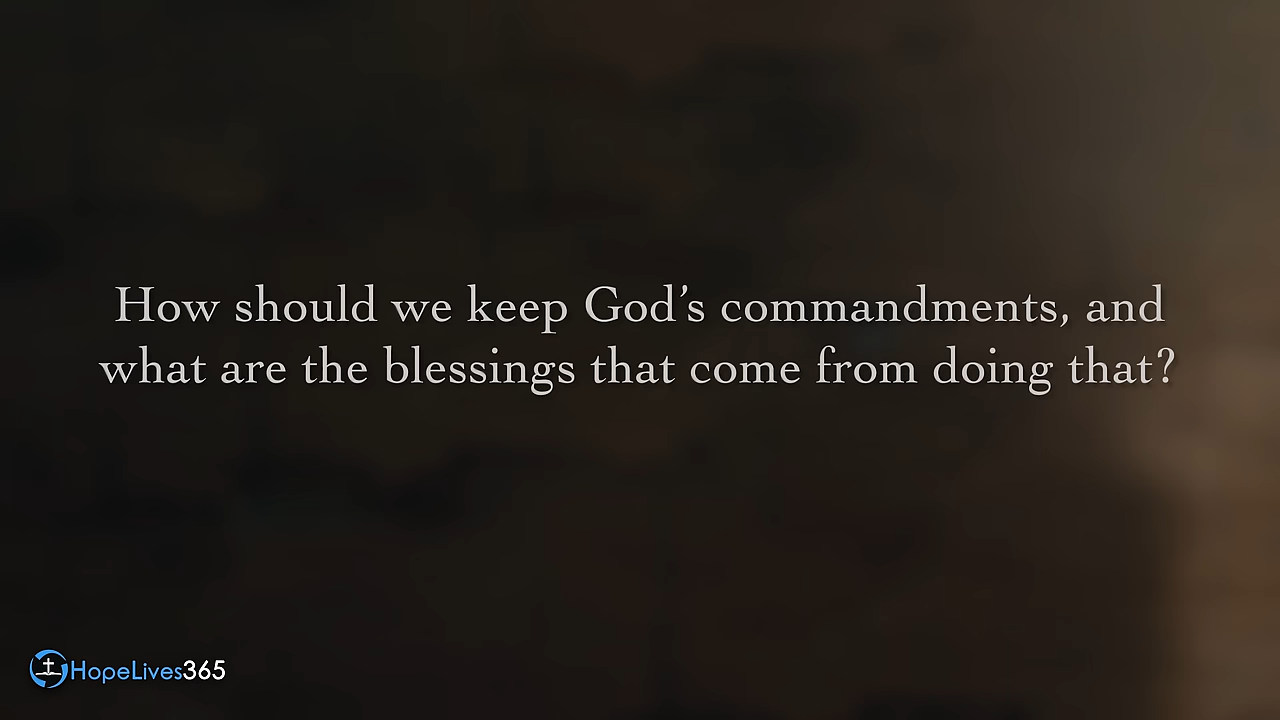 How should we keep God’s commandments, and
what are the blessings that come from doing that?
HopeLives365